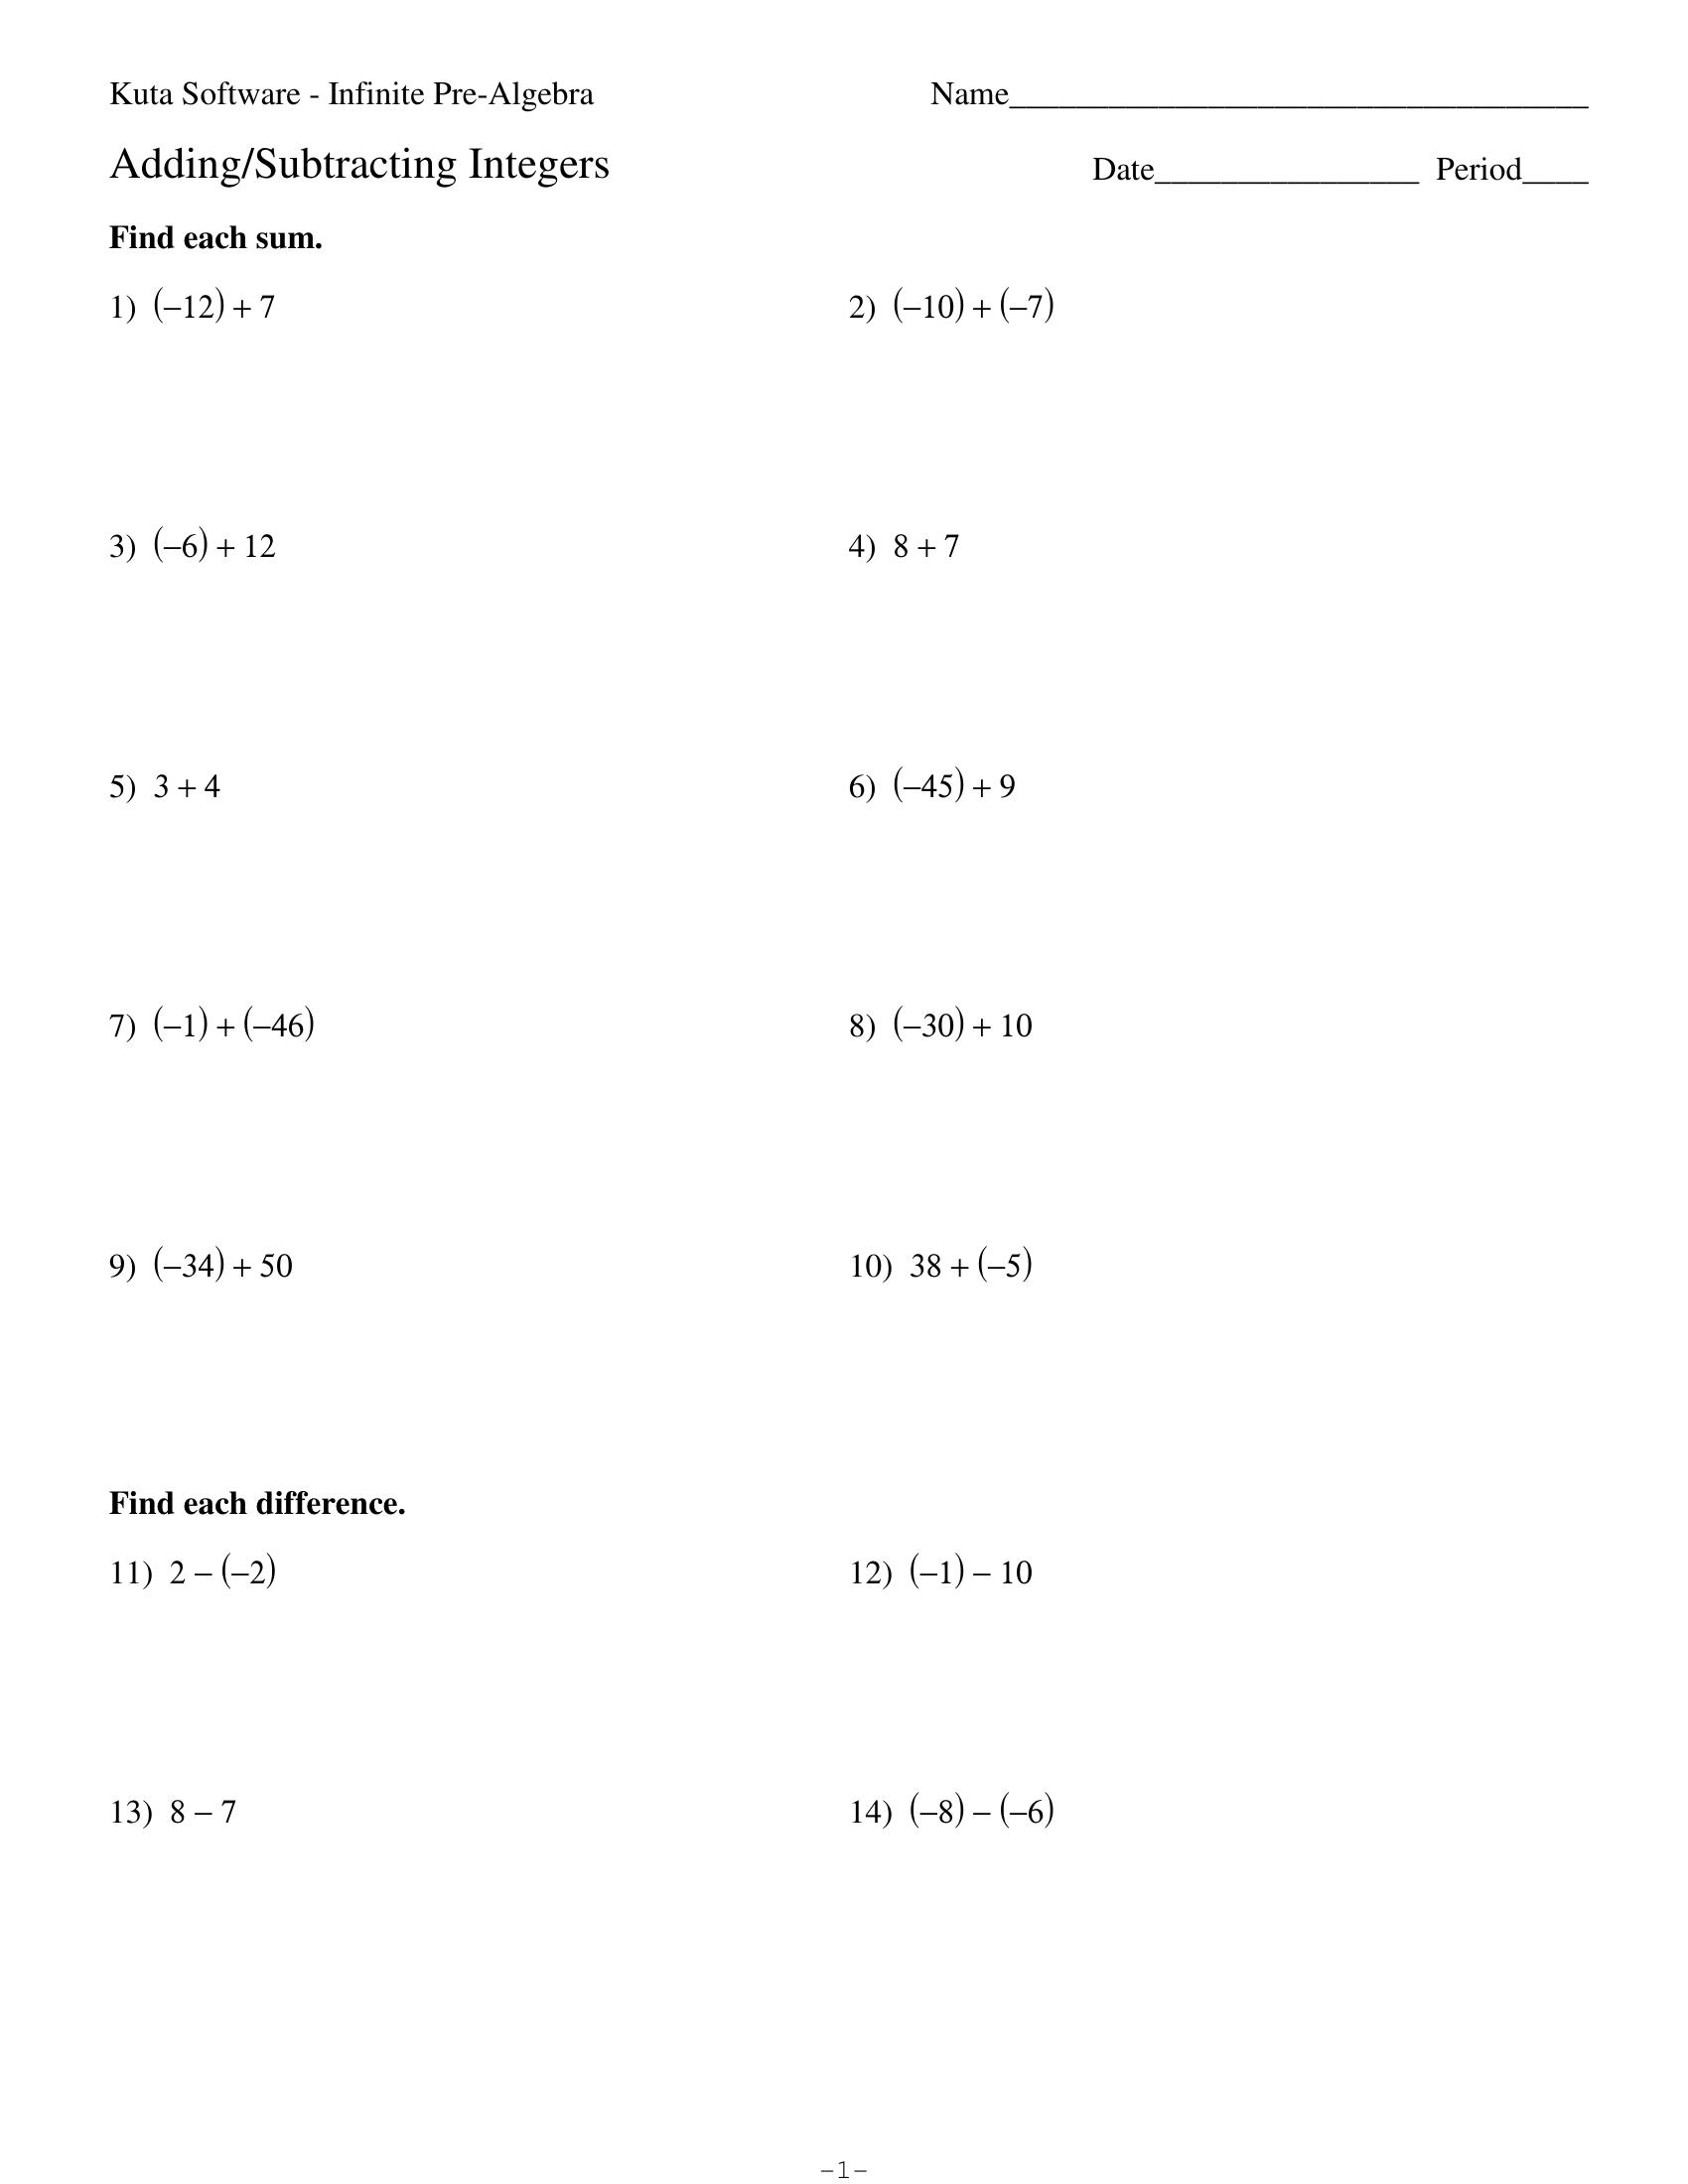 Kuta Software - Infinite Pre-Algebra Name___________________________________
Adding/Subtracting Integers Date________________ Period____
Find each sum.
1) (−12) + 7 2) (−10) + (−7)
3) (−6) + 12 4) 8 + 7
5) 3 + 4 6) (−45) + 9
7) (−1) + (−46) 8) (−30) + 10
9) (−34) + 50 10) 38 + (−5)
Find each difference.
11) 2 − (−2) 12) (−1) − 10
13) 8 − 7 14) (−8) − (−6)
-1-